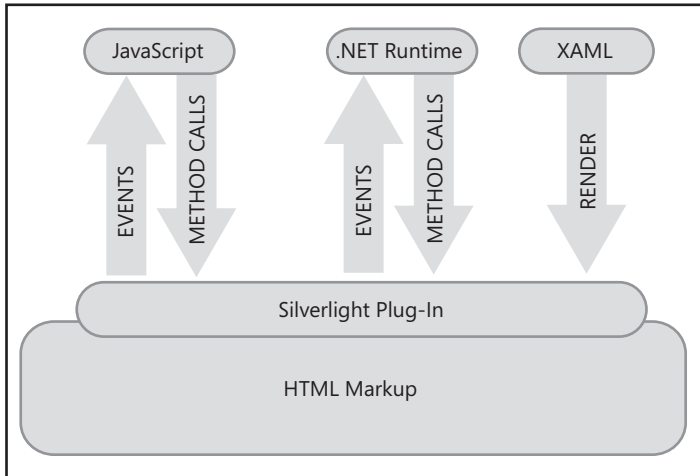 JavaScript
.NET Runtime
XAML
EVENTS
METHOD CALLS
EVENTS
METHOD CALLS
RENDER
Silverlight Plug-In
HTML Markup